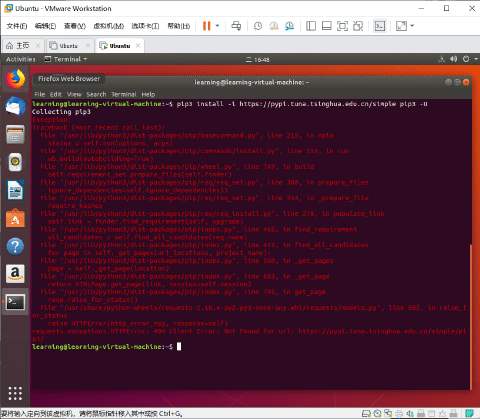 Ubuntu - VMware Workstation
文件(F) 编辑(E) 查看(V) 虚拟机(M) 选项卡(T) 帮助(H)
主页 Ubuntu Ubuntu
Activities Terminal 16:48
Firefox Web Browser
learning@learning-virtual-machine: ~
File Edit View Search Terminal Help
learning@learning-virtual-machine:~$ pip3 install -i https://pypi.tuna.tsinghua.edu.cn/simple pip3 -U
Collecting pip3
Exception:
Traceback (most recent call last):
File "/usr/lib/python3/dist-packages/pip/basecommand.py", line 215, in main
status = self.run(options, args)
File "/usr/lib/python3/dist-packages/pip/commands/install.py", line 353, in run
wb.build(autobuilding=True)
File "/usr/lib/python3/dist-packages/pip/wheel.py", line 749, in build
self.requirement_set.prepare_files(self.finder)
File "/usr/lib/python3/dist-packages/pip/req/req_set.py", line 380, in prepare_files
ignore_dependencies=self.ignore_dependencies))
File "/usr/lib/python3/dist-packages/pip/req/req_set.py", line 554, in _prepare_file
require_hashes
File "/usr/lib/python3/dist-packages/pip/req/req_install.py", line 278, in populate_link
self.link = finder.find_requirement(self, upgrade)
File "/usr/lib/python3/dist-packages/pip/index.py", line 465, in find_requirement
all_candidates = self.find_all_candidates(req.name)
File "/usr/lib/python3/dist-packages/pip/index.py", line 423, in find_all_candidates
for page in self._get_pages(url_locations, project_name):
File "/usr/lib/python3/dist-packages/pip/index.py", line 568, in _get_pages
page = self._get_page(location)
File "/usr/lib/python3/dist-packages/pip/index.py", line 683, in _get_page
return HTMLPage.get_page(link, session=self.session)
File "/usr/lib/python3/dist-packages/pip/index.py", line 795, in get_page
resp.raise_for_status()
File "/usr/share/python-wheels/requests-2.18.4-py2.py3-none-any.whl/requests/models.py", line 935, in raise_f
or_status
raise HTTPError(http_error_msg, response=self)
requests.exceptions.HTTPError: 404 Client Error: Not Found for url: https://pypi.tuna.tsinghua.edu.cn/simple/pi
p3/
learning@learning-virtual-machine:~$
要将输入定向到该虚拟机，请将鼠标指针移入其中或按 Ctrl+G。